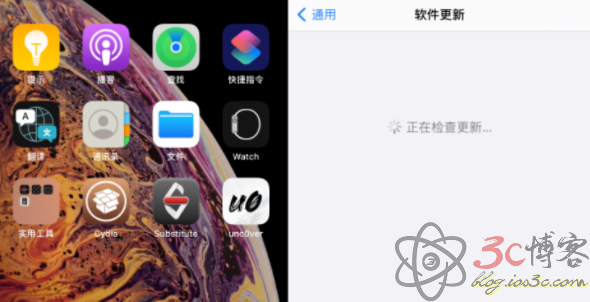 提示 播客 查找 快捷指令
A 文
翻译 通讯录 文件 Watch
u0
实用工具 Cydia Substitute unc0ver
通用 软件更新
正在检查更新...
3c博客
blog.ios3c.com